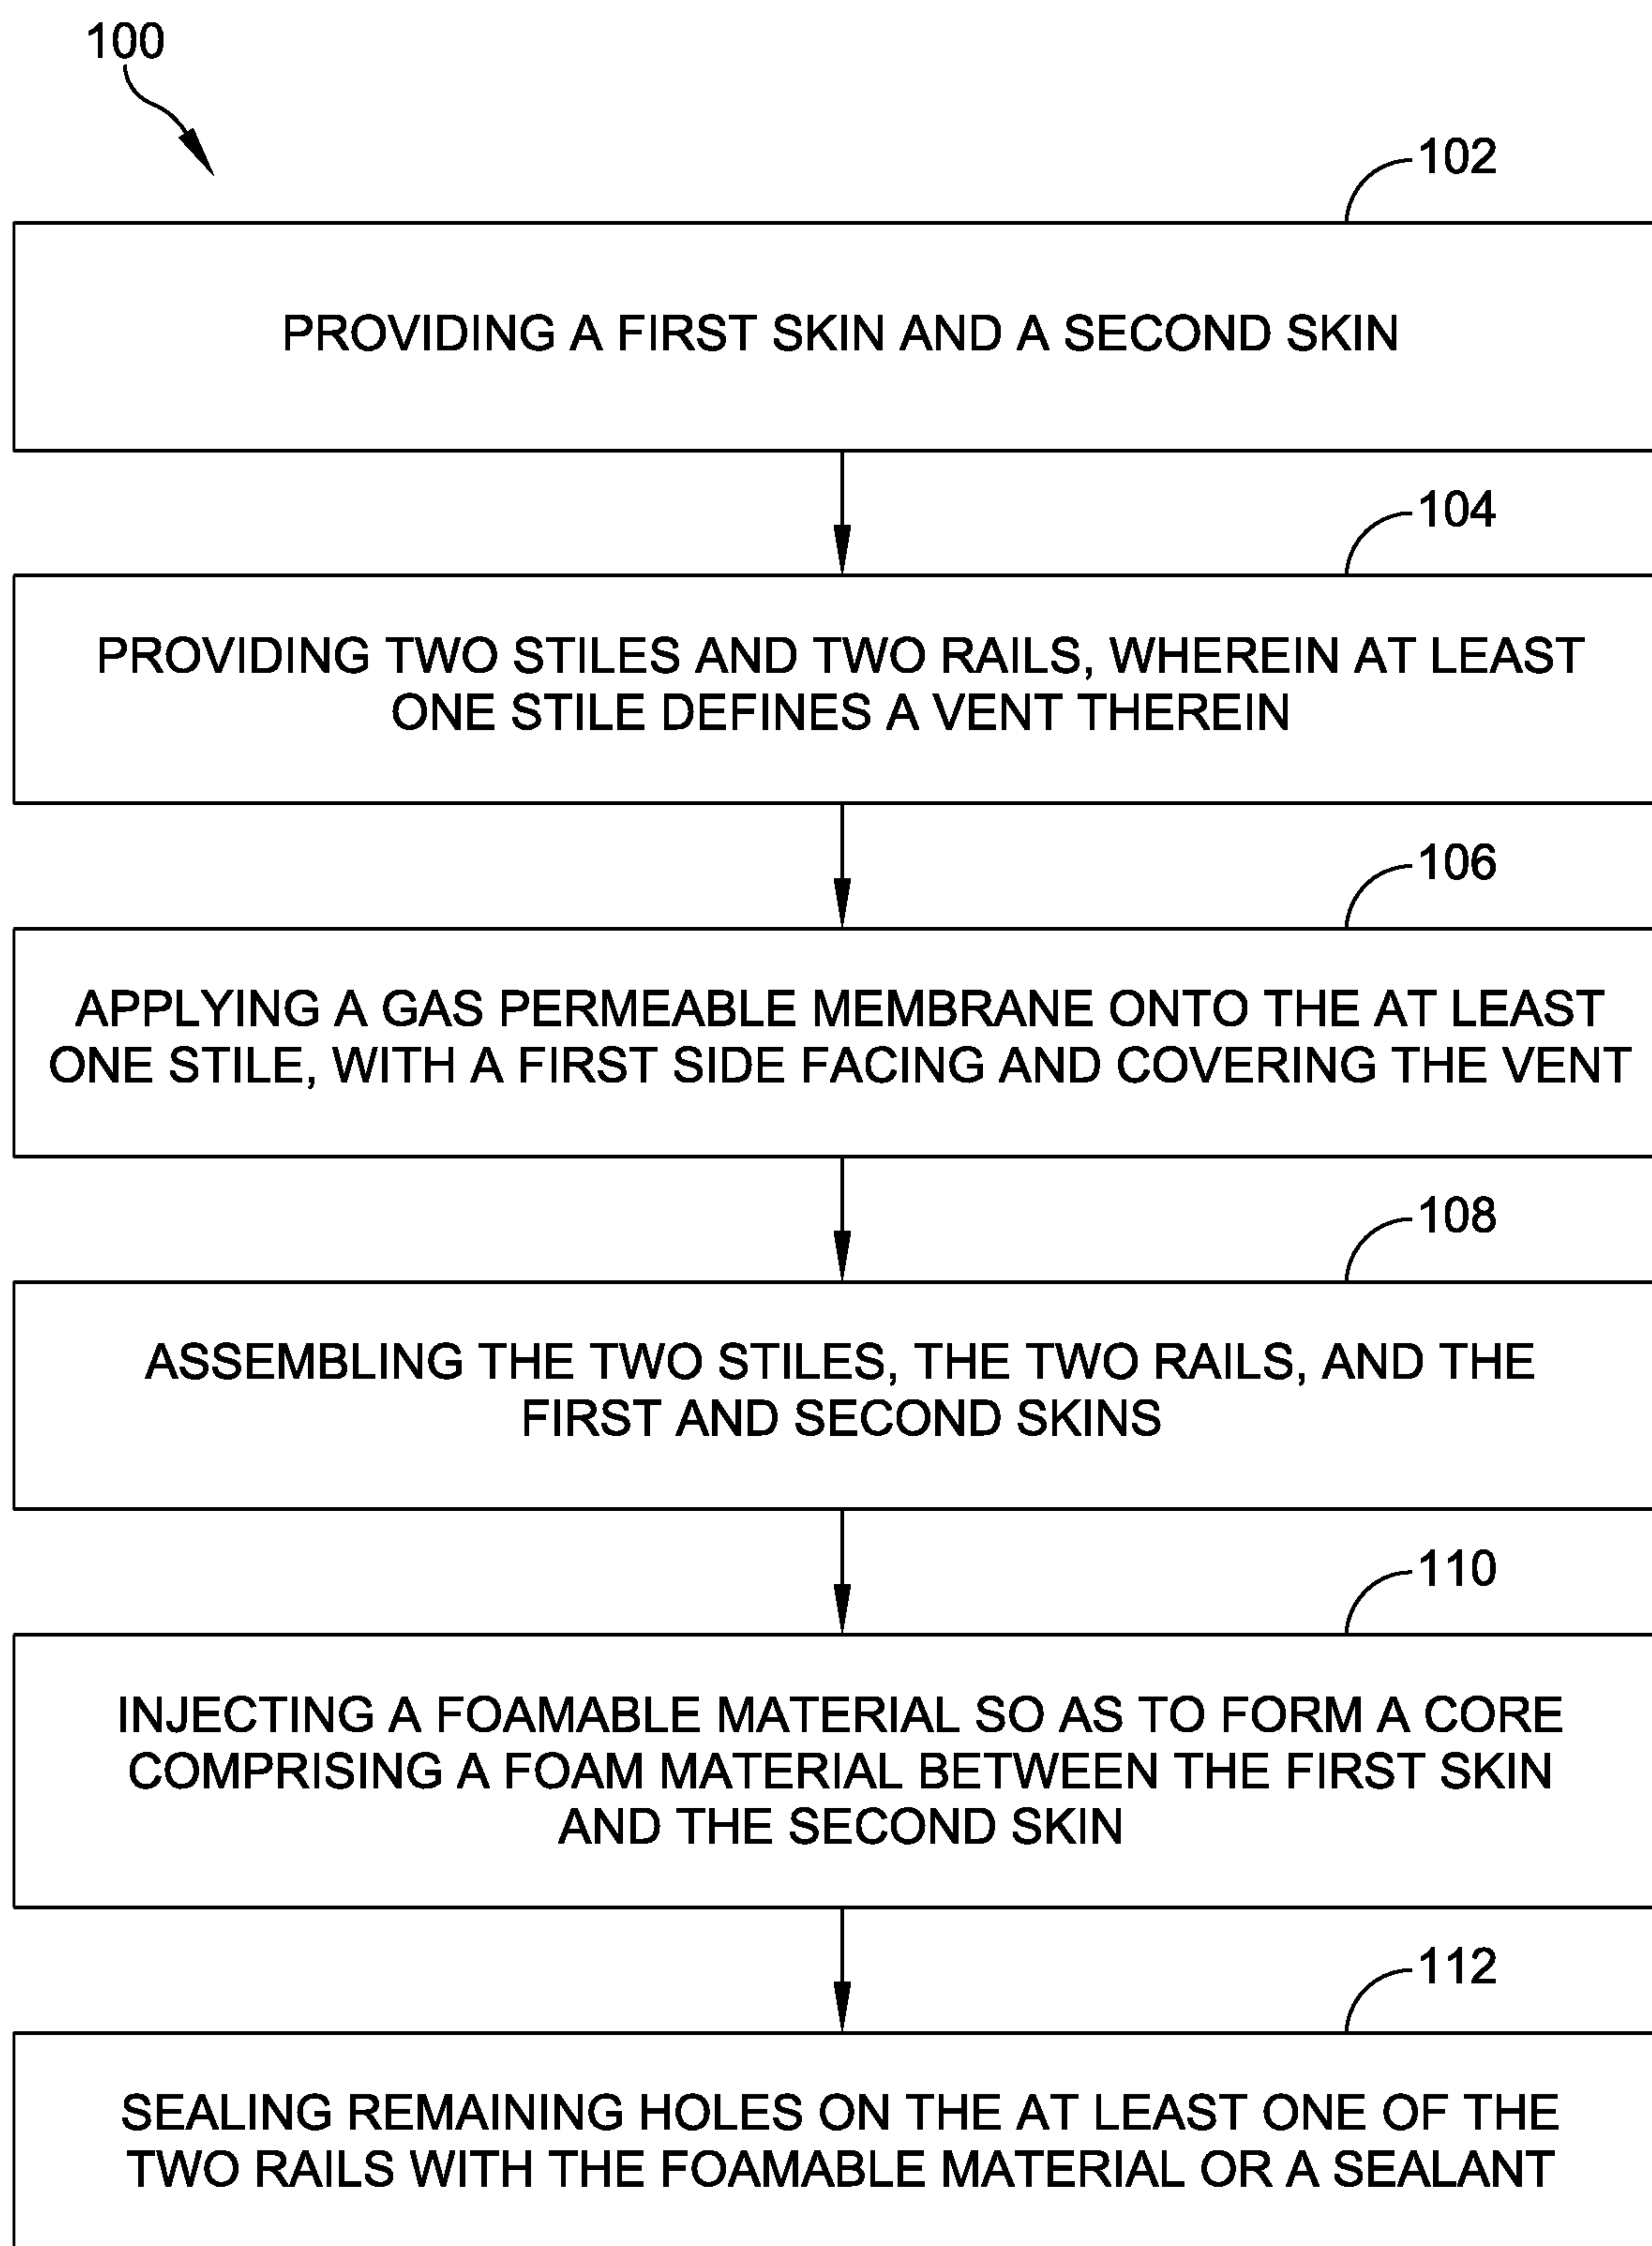 100
102
PROVIDING A FIRST SKIN AND A SECOND SKIN
104
PROVIDING TWO STILES AND TWO RAILS, WHEREIN AT LEAST
ONE STILE DEFINES A VENT THEREIN
106
APPLYING A GAS PERMEABLE MEMBRANE ONTO THE AT LEAST
ONE STILE, WITH A FIRST SIDE FACING AND COVERING THE VENT
108
ASSEMBLING THE TWO STILES, THE TWO RAILS, AND THE
FIRST AND SECOND SKINS
110
INJECTING A FOAMABLE MATERIAL SO AS TO FORM A CORE
COMPRISING A FOAM MATERIAL BETWEEN THE FIRST SKIN
AND THE SECOND SKIN
112
SEALING REMAINING HOLES ON THE AT LEAST ONE OF THE
TWO RAILS WITH THE FOAMABLE MATERIAL OR A SEALANT